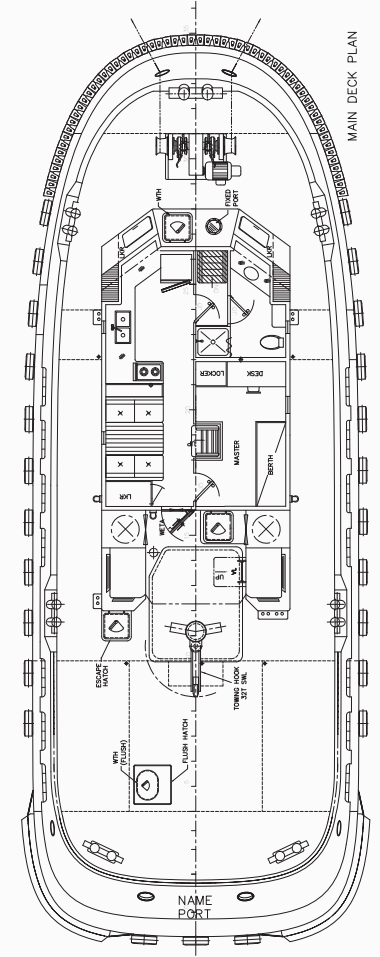 MAIN DECK PLAN
WTH
FIXED
PORT
LKR
LKR
LOCKER
DESK
MASTER
BERTH
LKR
WETA
UP
ESCAPE
HATCH
TOWING HOOK
32T SWL
WTH
(FLUSH)
FLUSH HATCH
NAME
PORT